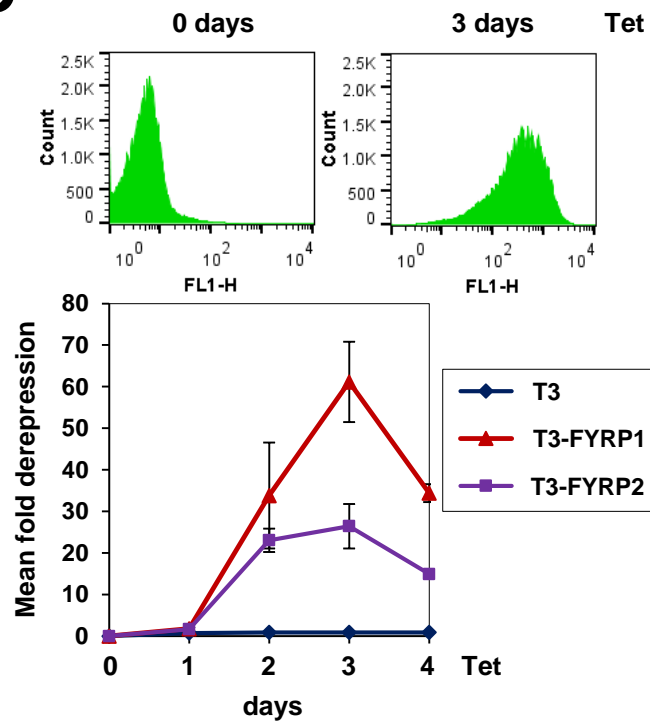 0 days 3 days Tet
2.5K
2.0K
1.5K
1.0K
500
0
Count
10^0 10^2 10^4
FL1-H
2.5K
2.0K
1.5K
1.0K
500
0
Count
10^0 10^2 10^4
FL1-H
80
70
60
50
40
30
20
10
0
Mean fold derepression
0 1 2 3 4 Tet
days
T3
T3-FYRP1
T3-FYRP2